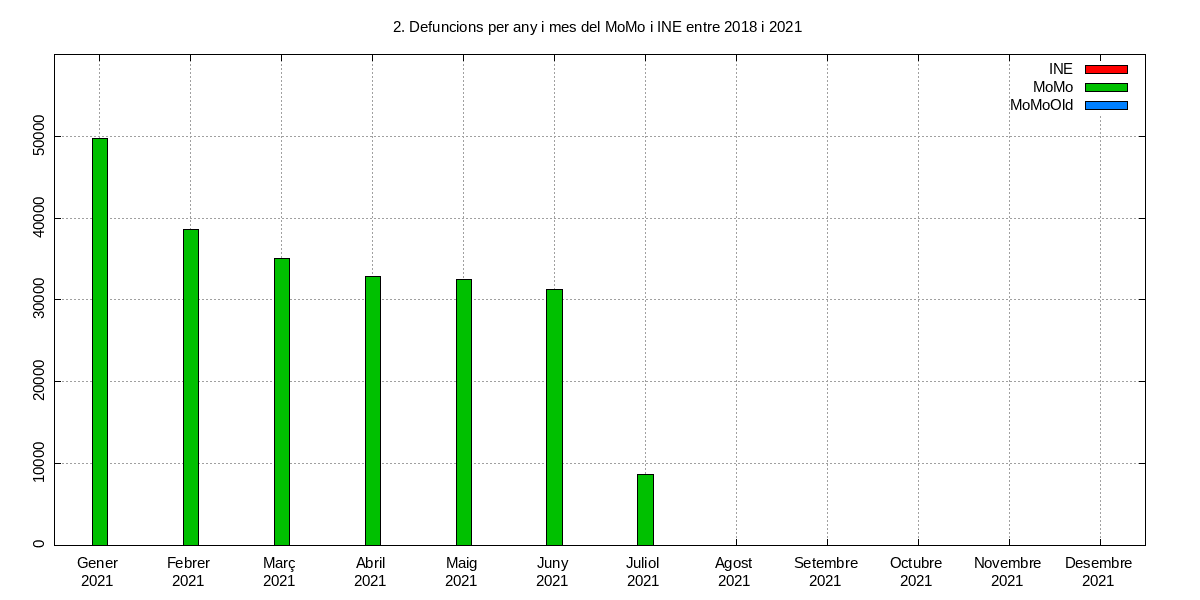 2. Defuncions per any i mes del MoMo i INE entre 2018 i 2021
INE
MoMo
MoMoOld
50000
40000
30000
20000
10000
0
Gener Febrer Març Abril Maig Juny Juliol Agost Setembre Octubre Novembre Desembre
2021 2021 2021 2021 2021 2021 2021 2021 2021 2021 2021 2021